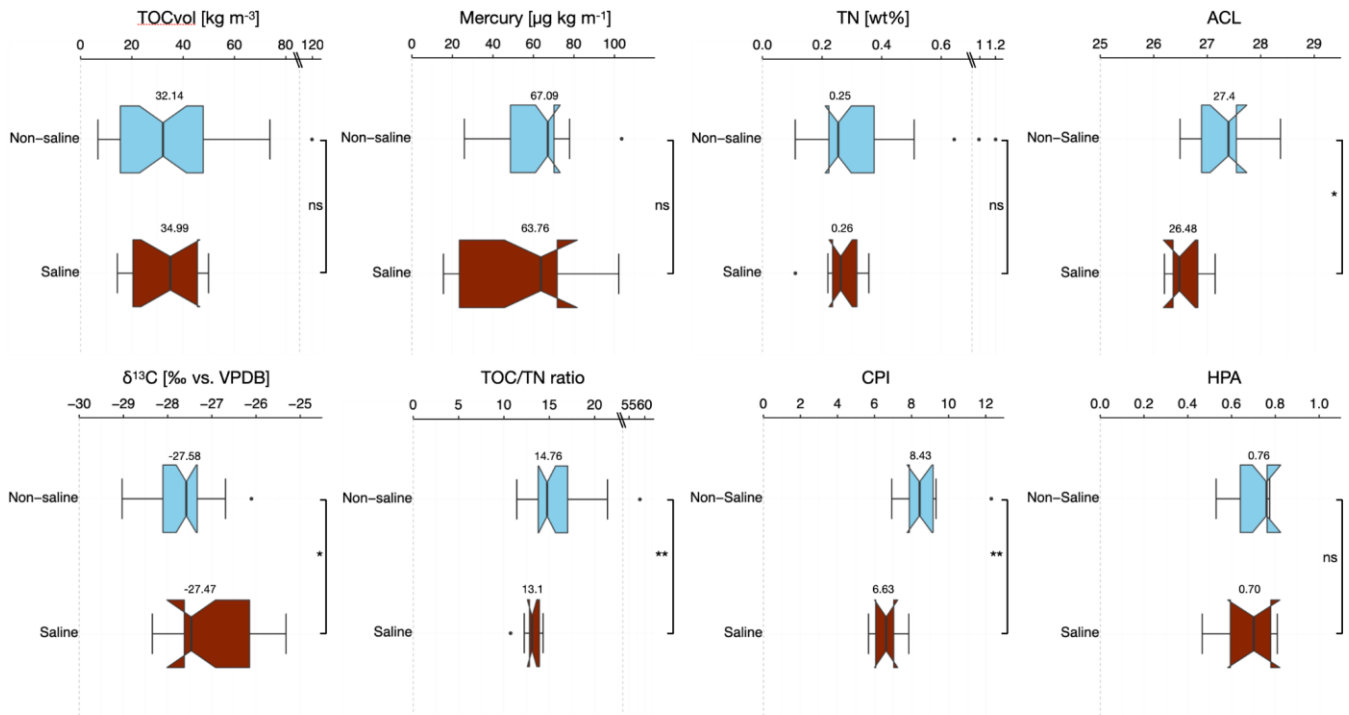 TOCvol [kg m⁻³]
0 20 40 60 80 120
32.14
Non−saline
ns
34.99
Saline
Mercury [µg kg m⁻¹]
0 20 40 60 80 100
67.09
Non−saline
ns
63.76
Saline
TN [wt%]
0.0 0.2 0.4 0.6 1.2
0.25
Non−saline
ns
0.26
Saline
ACL
25 26 27 28 29
27.4
Non−saline
*
26.48
Saline
δ¹³C [‰ vs. VPDB]
−30 −29 −28 −27 −26 −25
-27.58
Non−saline
*
-27.47
Saline
TOC/TN ratio
0 5 10 15 20 5560
14.76
Non−saline
**
13.1
Saline
CPI
0 2 4 6 8 10 12
8.43
Non−Saline
**
6.63
Saline
HPA
0.0 0.2 0.4 0.6 0.8 1.0
0.76
Non−Saline
ns
0.70
Saline